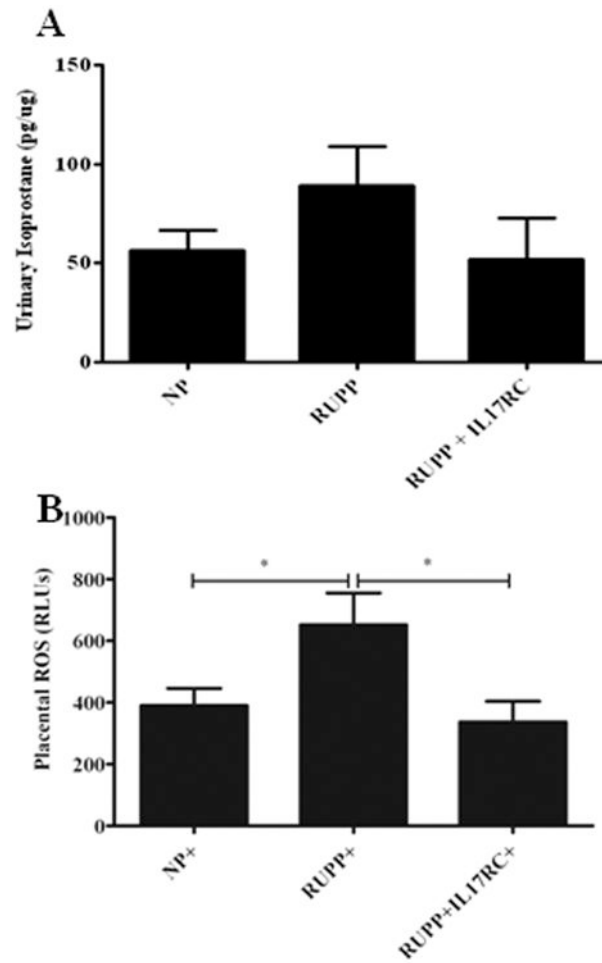 A
Urinary Isoprostane (pg/ug)
150
100
50
0
NP
RUPP
RUPP + IL17RC
B
Placental ROS (RLUs)
1000
800
600
400
200
0
*
*
NP+
RUPP+
RUPP+IL17RC+